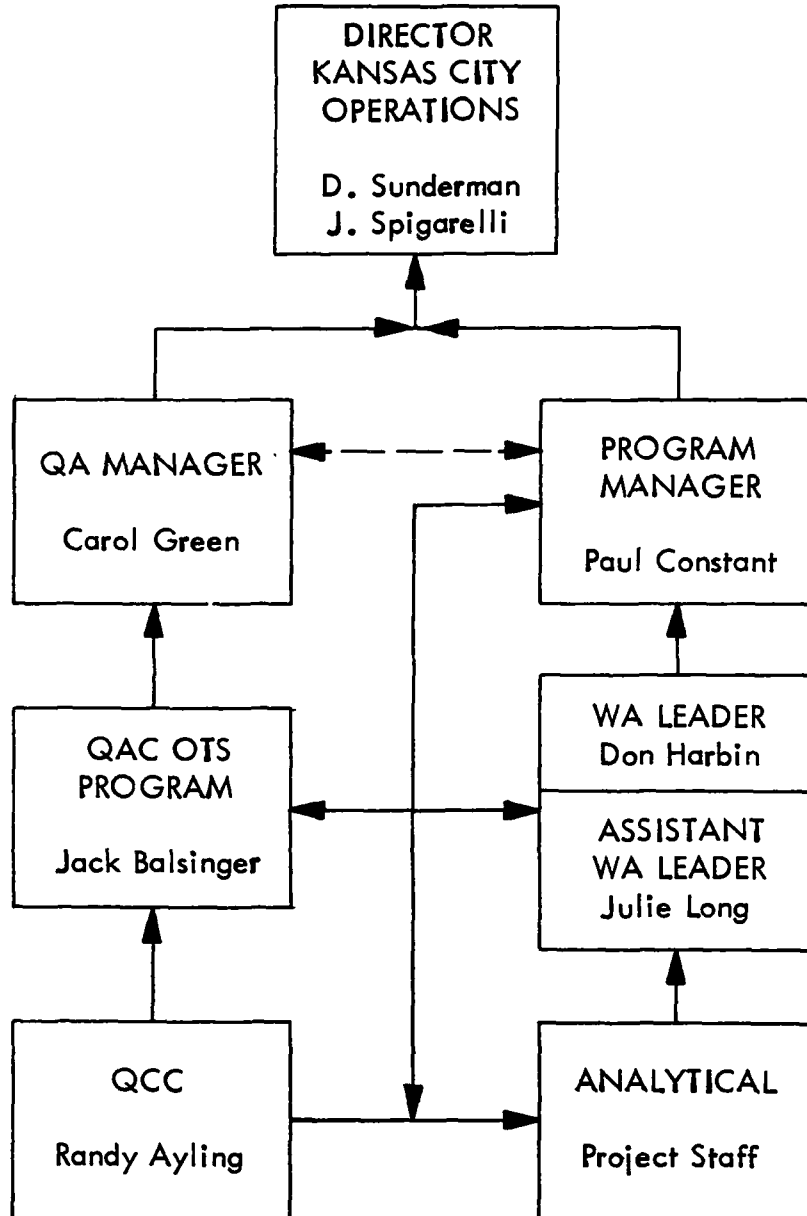 DIRECTOR
KANSAS CITY
OPERATIONS
D. Sunderman
J. Spigarelli
QA MANAGER
Carol Green
PROGRAM
MANAGER
Paul Constant
QAC OTS
PROGRAM
Jack Balsinger
WA LEADER
Don Harbin
ASSISTANT
WA LEADER
Julie Long
QCC
Randy Ayling
ANALYTICAL
Project Staff